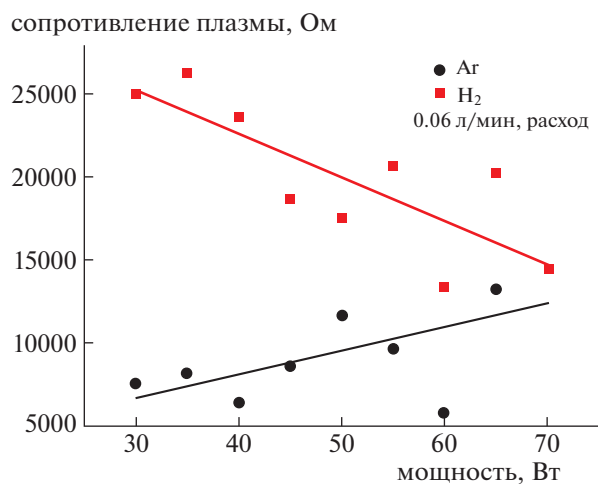 сопротивление плазмы, Ом
Ar
H₂
0.06 л/мин, расход
25000
20000
15000
10000
5000
30 40 50 60 70
мощность, Вт